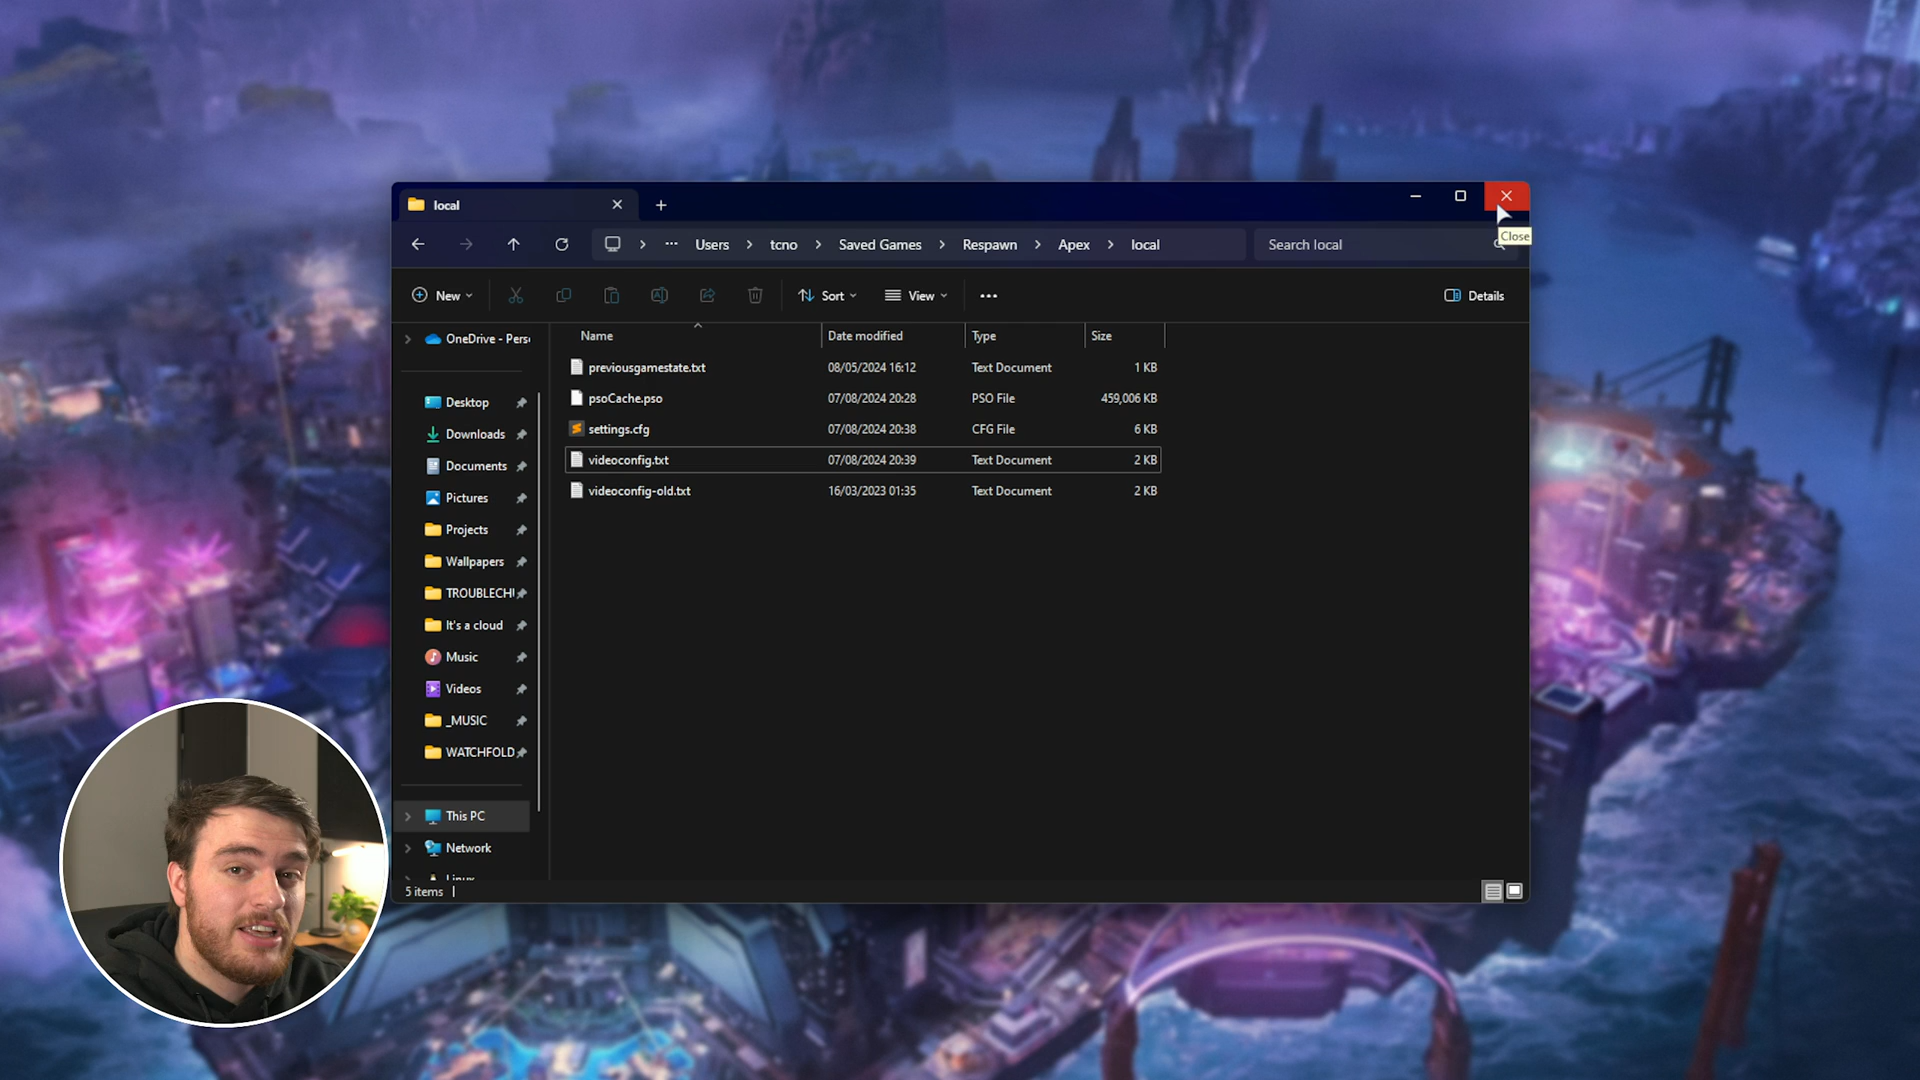 local
Close
Users > tcno > Saved Games > Respawn > Apex > local
Search local
New
Sort
View
Details
Name Date modified Type Size
OneDrive - Pers
Desktop
Downloads
Documents
Pictures
Projects
Wallpapers
TROUBLECH
It's a cloud
Music
Videos
_MUSIC
WATCHFOLD
This PC
Network
Linux
previousgamestate.txt 08/05/2024 16:12 Text Document 1 KB
psoCache.pso 07/08/2024 20:28 PSO File 459,006 KB
settings.cfg 07/08/2024 20:38 CFG File 6 KB
videoconfig.txt 07/08/2024 20:39 Text Document 2 KB
videoconfig-old.txt 16/03/2023 01:35 Text Document 2 KB
5 items